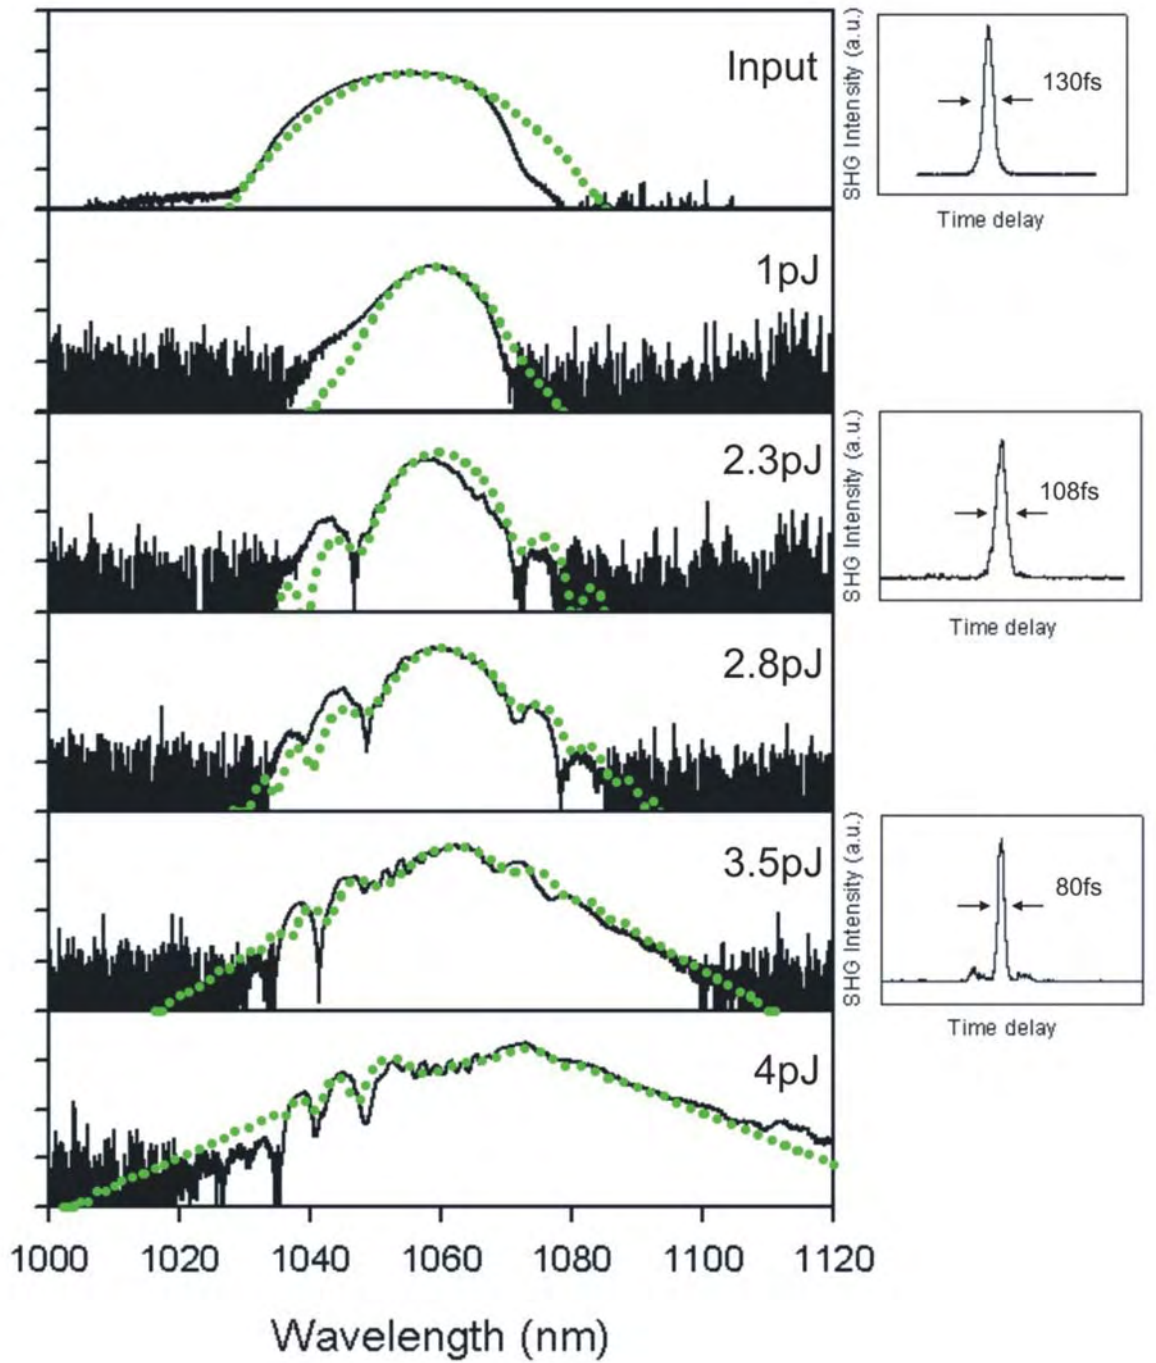 Input
SHG Intensity (a.u.)
130fs
Time delay
1pJ
2.3pJ
SHG Intensity (a.u.)
108fs
Time delay
2.8pJ
3.5pJ
SHG Intensity (a.u.)
80fs
Time delay
4pJ
1000 1020 1040 1060 1080 1100 1120
Wavelength (nm)